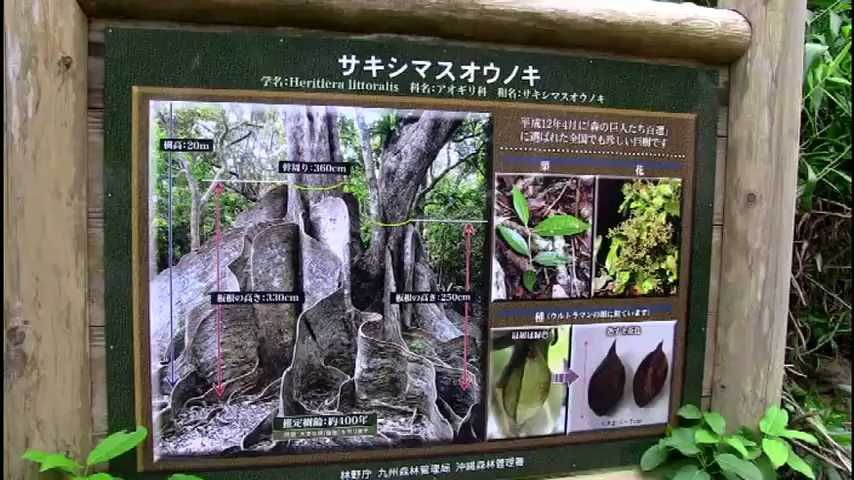 サキシマスオウノキ
学名:Heritiera littoralis 科名:アオギリ科 和名:サキシマスオウノキ
平成12年4月に「森の巨人たち百選」
に選ばれた全国でも珍しい巨樹です
樹高:20m
幹周り:360cm
板根の高さ:330cm
板根の高さ:250cm
推定樹齢:約400年
葉
花
種(ウルトラマンの顔に似ています)
最初は緑色
林野庁 九州森林管理局 沖縄森林管理署